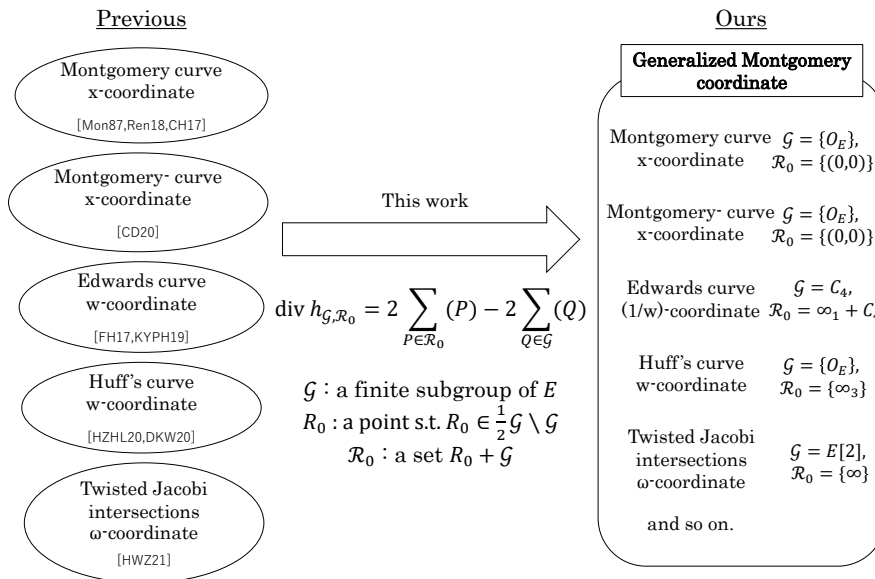 Previous
Montgomery curve
x-coordinate
[Mon87,Ren18,CH17]
Montgomery- curve
x-coordinate
[CD20]
Edwards curve
w-coordinate
[FH17,KYPH19]
Huff's curve
w-coordinate
[HZHL20,DKW20]
Twisted Jacobi
intersections
ω-coordinate
[HWZ21]
This work
div h_{𝒢,ℛ₀} = 2 ∑_{P∈ℛ₀} (P) − 2 ∑_{Q∈𝒢} (Q)
𝒢 : a finite subgroup of E
R₀ : a point s.t. R₀ ∈ ½𝒢 \ 𝒢
ℛ₀ : a set R₀ + 𝒢
Ours
Generalized Montgomery
coordinate
Montgomery curve 𝒢 = {O_E},
x-coordinate ℛ₀ = {(0,0)}
Montgomery- curve 𝒢 = {O_E},
x-coordinate ℛ₀ = {(0,0)}
Edwards curve 𝒢 = C₄,
(1/w)-coordinate ℛ₀ = ∞₁ + C
Huff's curve 𝒢 = {O_E},
w-coordinate ℛ₀ = {∞₃}
Twisted Jacobi
intersections 𝒢 = E[2],
ω-coordinate ℛ₀ = {∞}
and so on.